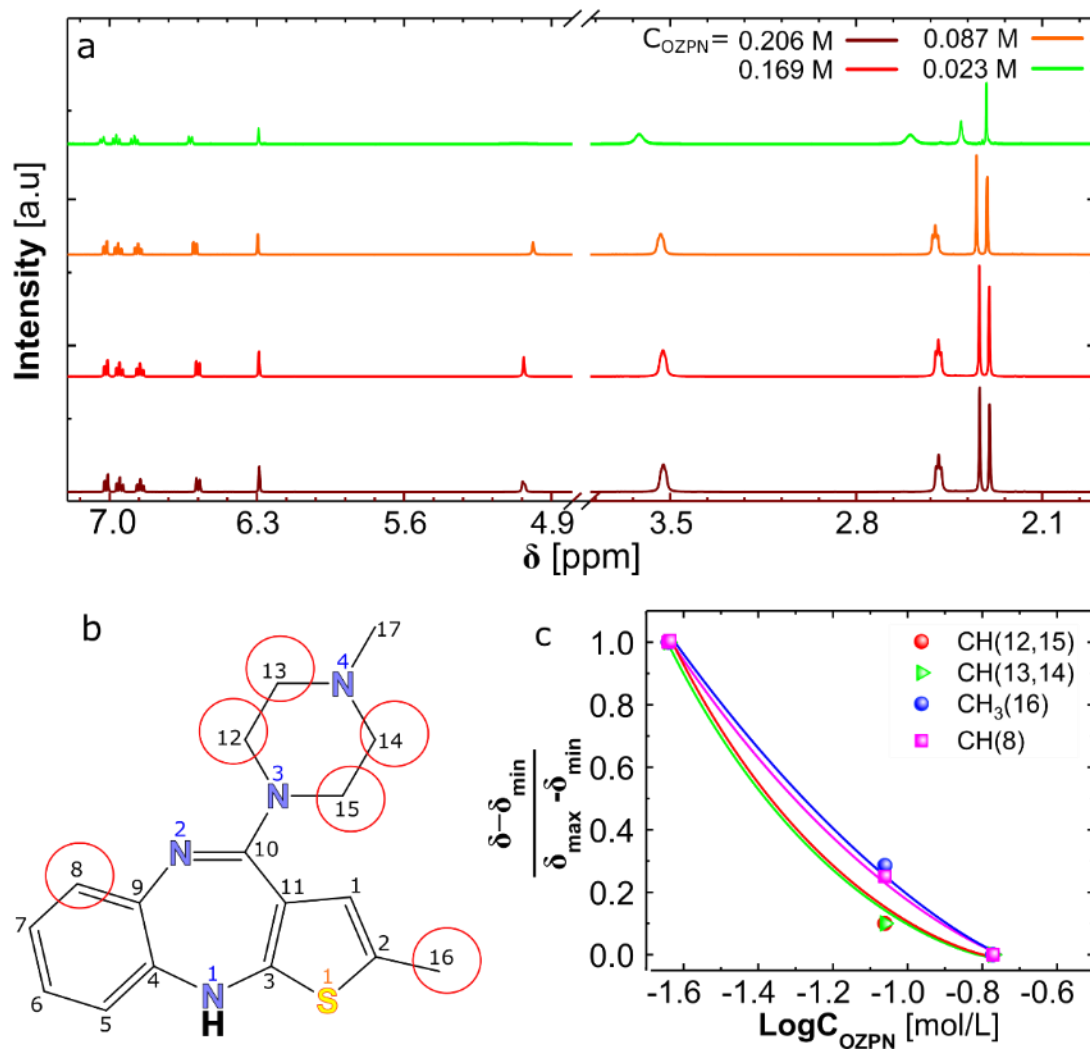 a
C_OZPN = 0.206 M 0.087 M
0.169 M 0.023 M
Intensity [a.u]
7.0 6.3 5.6 4.9 3.5 2.8 2.1
δ [ppm]
b
17
13
N 4
12
14
N 3
15
2 N
10
8
9
11
1
7
2
16
6
4
1 N H
3
1 S
5
c
CH(12,15)
CH(13,14)
CH₃(16)
CH(8)
δ−δ_min
δ_max -δ_min
1.0
0.8
0.6
0.4
0.2
0.0
-1.6 -1.4 -1.2 -1.0 -0.8 -0.6
LogC_OZPN [mol/L]